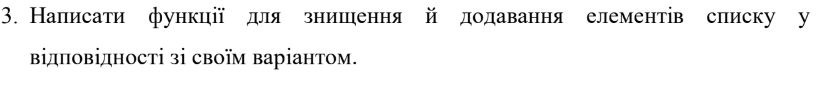 3. Написати функції для знищення й додавання елементів списку у
відповідності зі своїм варіантом.